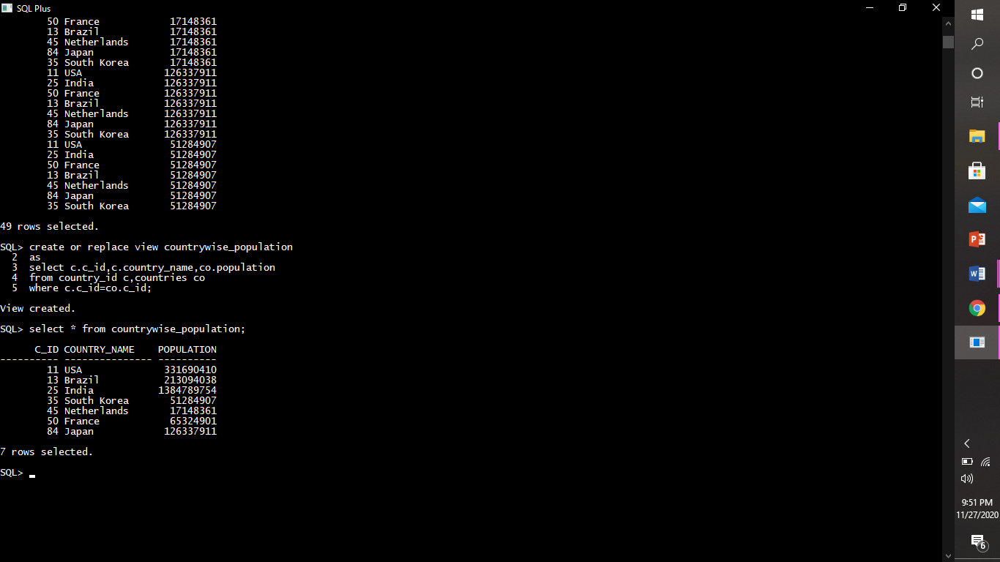 SQL Plus
50 France 17148361
13 Brazil 17148361
45 Netherlands 17148361
84 Japan 17148361
35 South Korea 17148361
11 USA 126337911
25 India 126337911
50 France 126337911
13 Brazil 126337911
45 Netherlands 126337911
84 Japan 126337911
35 South Korea 126337911
11 USA 51284907
25 India 51284907
50 France 51284907
13 Brazil 51284907
45 Netherlands 51284907
84 Japan 51284907
35 South Korea 51284907
49 rows selected.
SQL> create or replace view countrywise_population
2 as
3 select c.c_id,c.country_name,co.population
4 from country_id c,countries co
5 where c.c_id=co.c_id;
View created.
SQL> select * from countrywise_population;
C_ID COUNTRY_NAME POPULATION
---------- --------------- ----------
11 USA 331690410
13 Brazil 213094038
25 India 1384789754
35 South Korea 51284907
45 Netherlands 17148361
50 France 65324901
84 Japan 126337911
7 rows selected.
SQL>
P
W
9:51 PM
11/27/2020
6